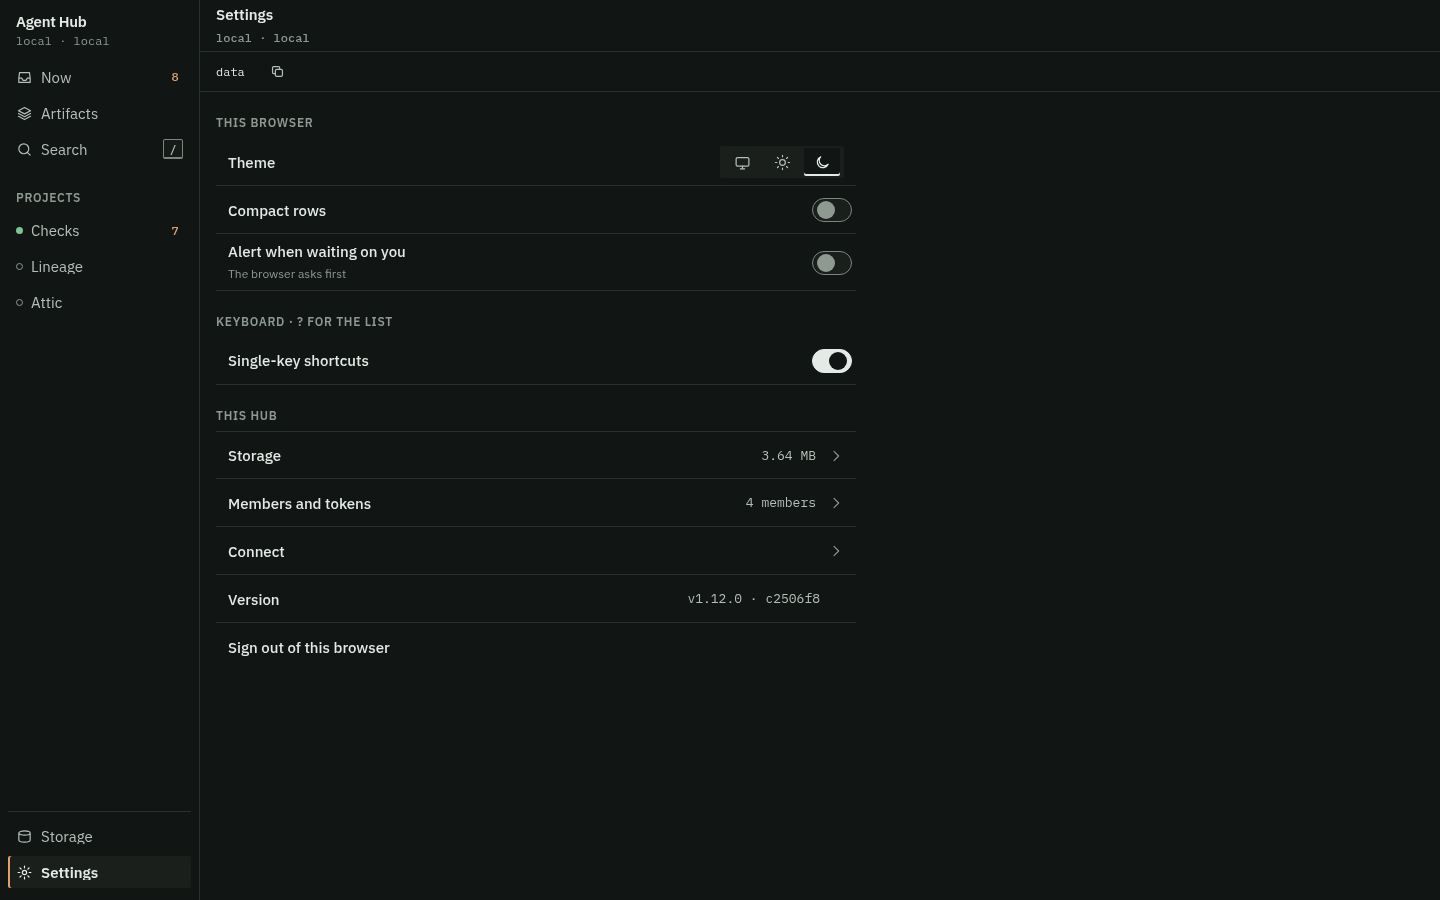 Agent Hub
local · local
Now 8
Artifacts
Search /
PROJECTS
Checks 7
Lineage
Attic
Storage
Settings
Settings
local · local
data
THIS BROWSER
Theme
Compact rows
Alert when waiting on you
The browser asks first
KEYBOARD · ? FOR THE LIST
Single-key shortcuts
THIS HUB
Storage 3.64 MB
Members and tokens 4 members
Connect
Version v1.12.0 · c2506f8
Sign out of this browser